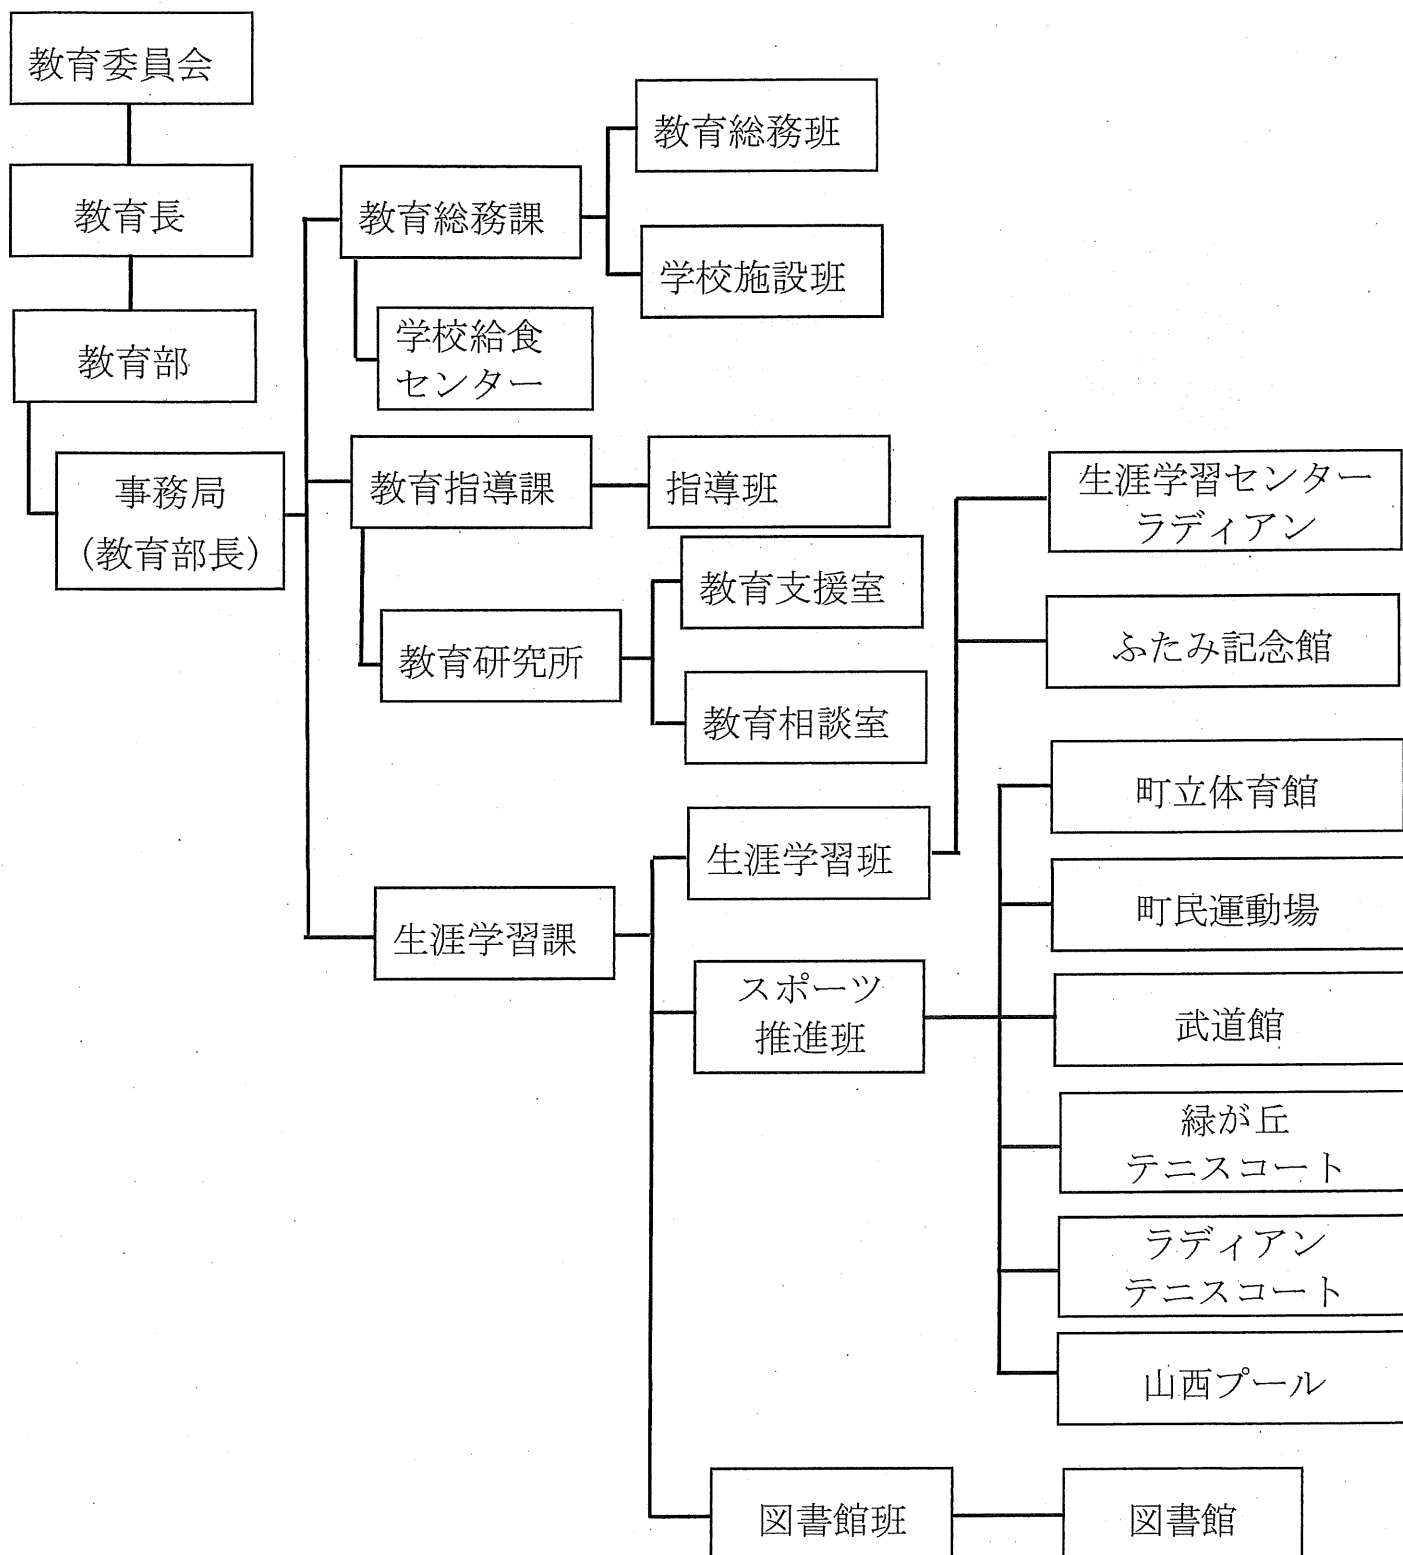 教育委員会
教育長
教育部
事務局
（教育部長）
教育総務課
教育総務班
学校施設班
学校給食
センター
教育指導課
指導班
教育研究所
教育支援室
教育相談室
生涯学習課
生涯学習班
生涯学習センター
ラディアン
ふたみ記念館
スポーツ
推進班
町立体育館
町民運動場
武道館
緑が丘
テニスコート
ラディアン
テニスコート
山西プール
図書館班
図書館